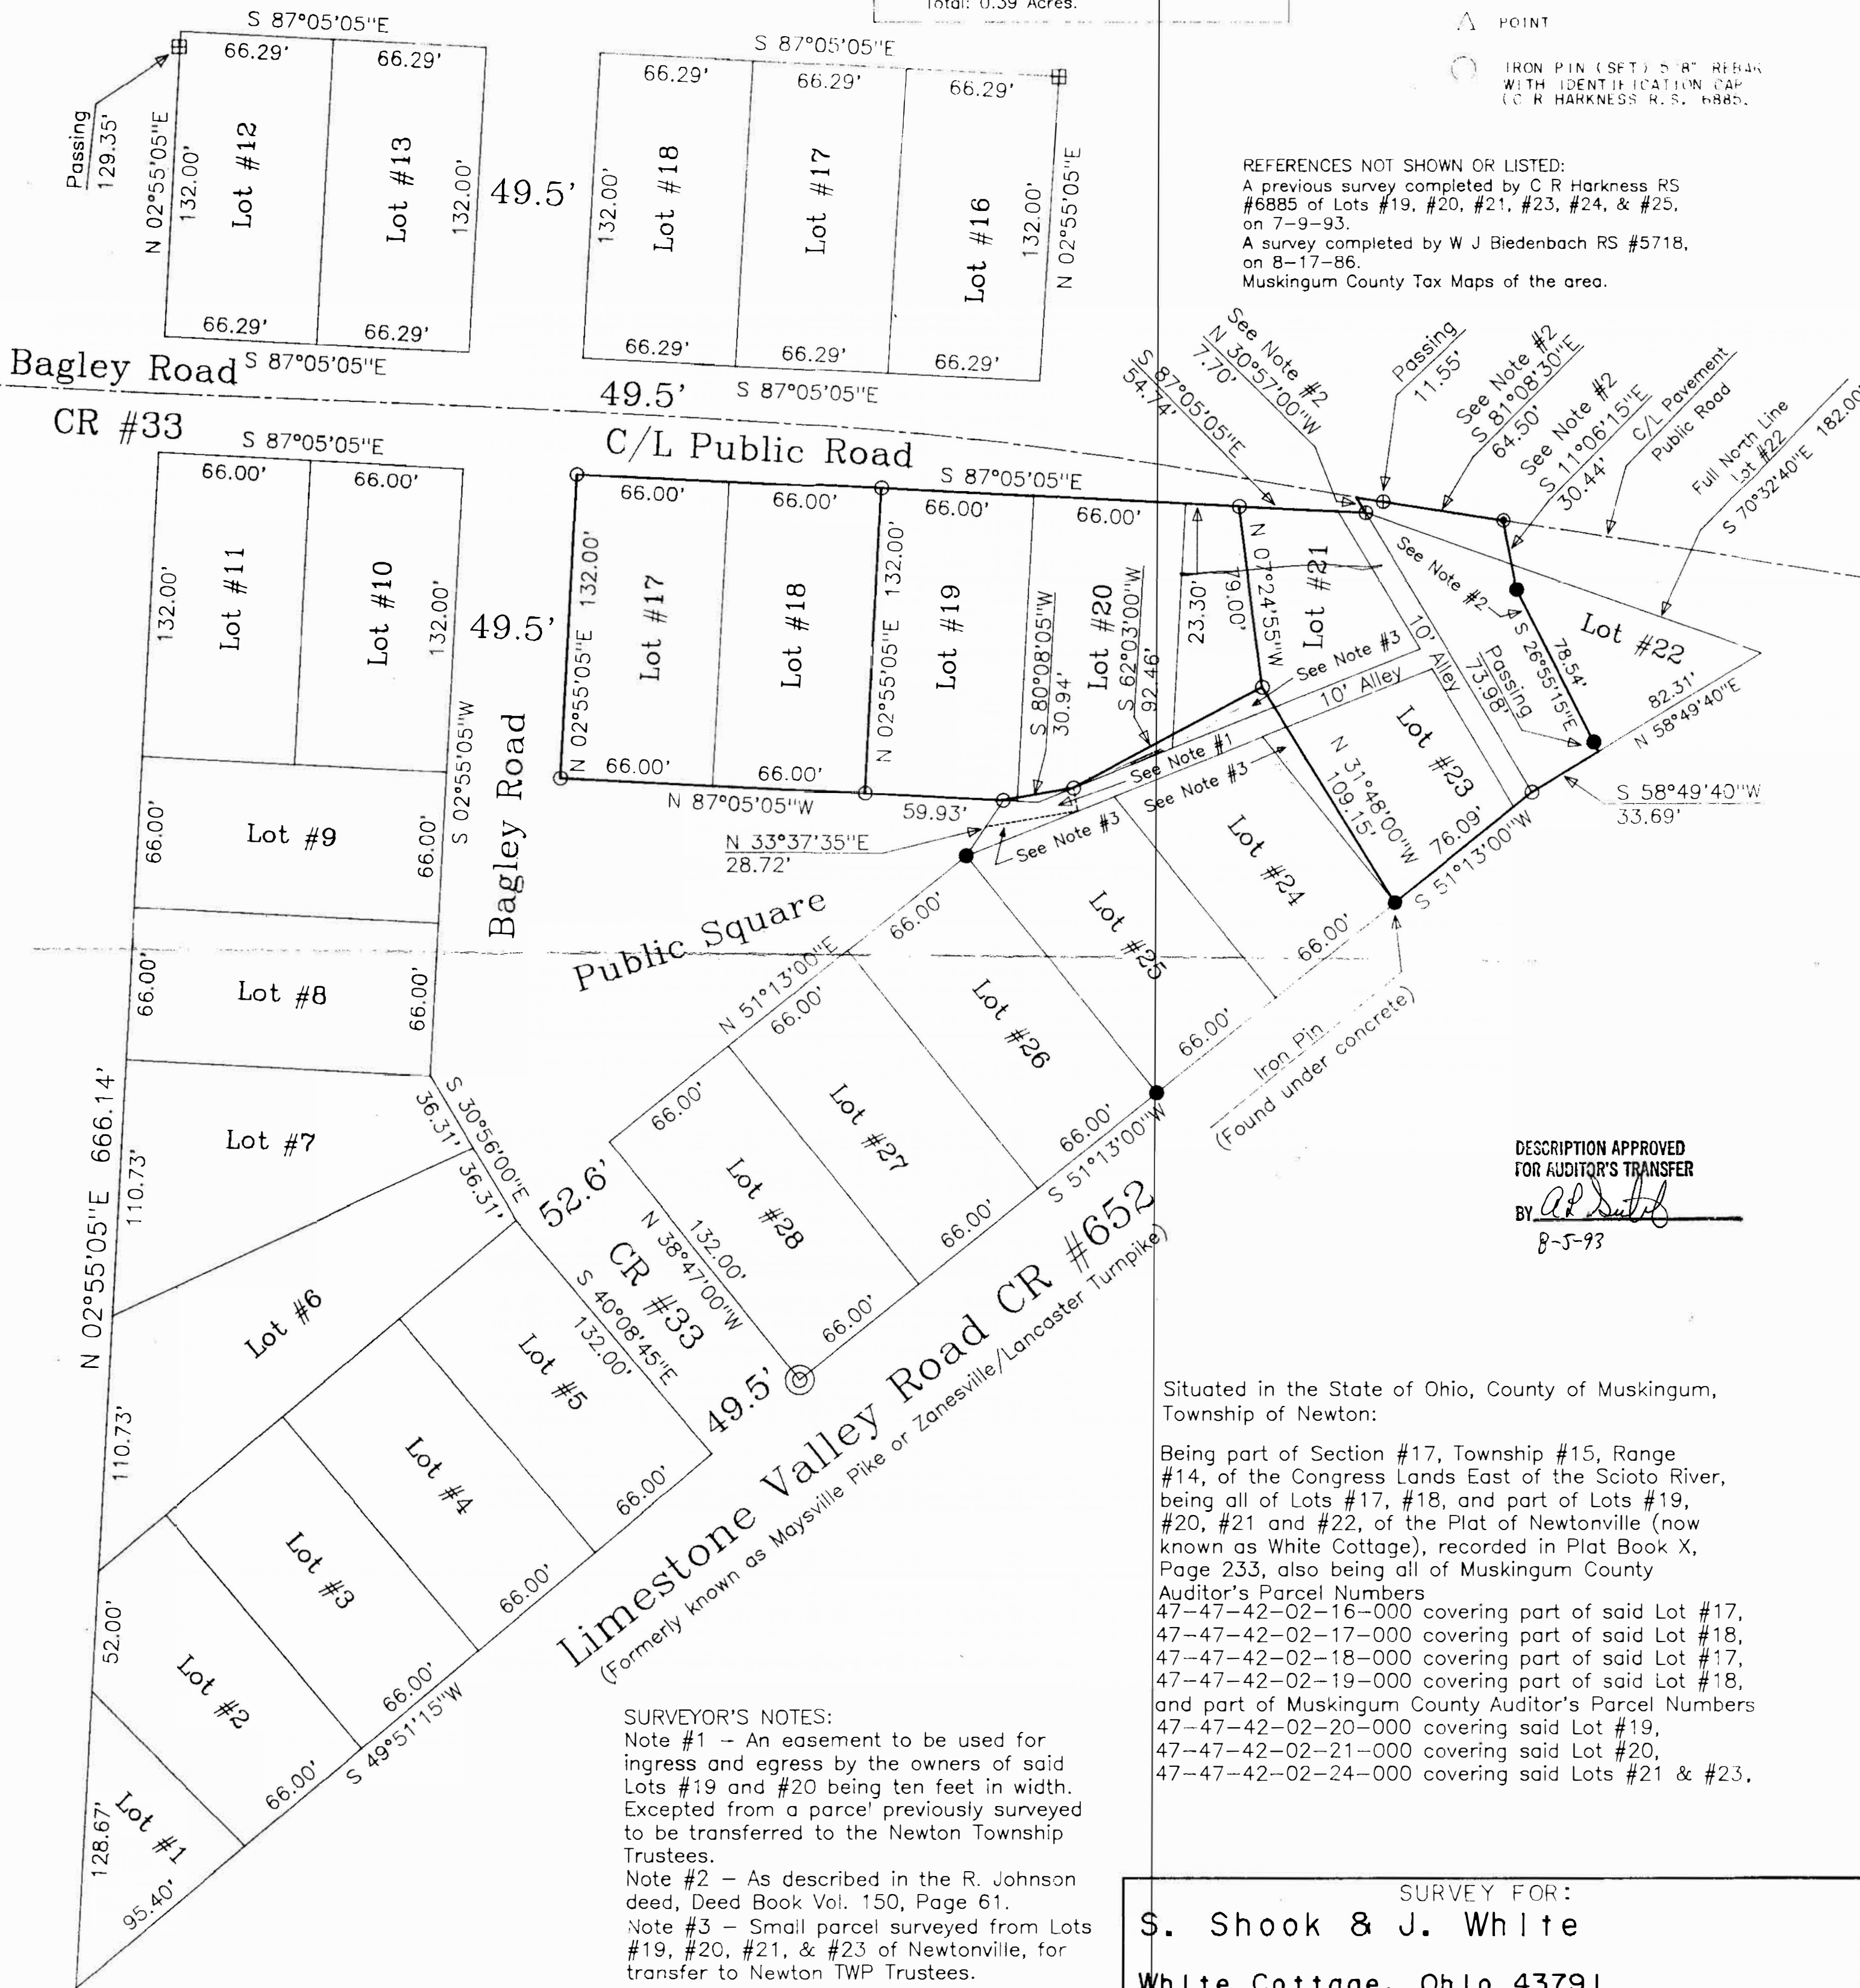 Total: 0.39 Acres.
POINT
IRON PIN (SET) 5/8" REBAR
WITH IDENTIFICATION CAP
(C R HARKNESS R.S. 6885.
S 87°05'05"E
66.29'
66.29'
Passing
129.35'
N 02°55'05"E
132.00'
Lot #12
Lot #13
132.00'
66.29'
66.29'
S 87°05'05"E
49.5'
S 87°05'05"E
66.29'
66.29'
66.29'
132.00'
Lot #18
Lot #17
Lot #16
132.00'
N 02°55'05"E
66.29'
66.29'
66.29'
S 87°05'05"E
49.5'
REFERENCES NOT SHOWN OR LISTED:
A previous survey completed by C R Harkness RS
#6885 of Lots #19, #20, #21, #23, #24, & #25,
on 7-9-93.
A survey completed by W J Biedenbach RS #5718,
on 8-17-86.
Muskingum County Tax Maps of the area.
Bagley Road
CR #33
C/L Public Road
S 87°05'05"E
54.74'
See Note #2
N 30°57'00"W
7.70'
Passing
11.55'
See Note #2
S 81°08'30"E
64.50'
See Note #2
S 11°06'15"E
30.44'
C/L Pavement
Public Road
Full North Line
Lot #22
S 70°32'40"E 182.00'
S 87°05'05"E
66.00'
66.00'
132.00'
Lot #11
Lot #10
132.00'
49.5'
S 02°55'05"W
Bagley Road
66.00'
Lot #9
66.00'
66.00'
Lot #8
66.00'
S 87°05'05"E
66.00'
66.00'
66.00'
66.00'
N 02°55'05"E 132.00'
Lot #17
Lot #18
N 02°55'05"E 132.00'
Lot #19
S 80°08'05"W
30.94'
Lot #20
S 62°03'00"W
92.46'
23.30'
79.00'
N 07°24'55"W
Lot #21
See Note #2
See Note #3
10' Alley
10' Alley
Lot #22
S 26°55'15"E
78.54'
Passing
73.98'
82.31'
N 58°49'40"E
S 58°49'40"W
33.69'
Lot #23
N 31°48'00"W
109.15'
76.09'
S 51°13'00"W
66.00'
66.00'
N 87°05'05"W
59.93'
See Note #1
See Note #3
See Note #3
N 33°37'35"E
28.72'
Public Square
66.00'
Lot #24
Lot #25
66.00'
66.00'
Iron Pin
(Found under concrete)
N 51°13'00"E
66.00'
Lot #26
66.00'
Lot #27
66.00'
S 51°13'00"W
66.00'
Lot #28
66.00'
N 02°55'05"E 666.14'
Lot #7
110.73'
S 30°56'00"E
36.31'
36.31'
52.6'
CR #33
132.00'
N 38°47'00"W
S 40°08'45"E
132.00'
49.5'
Lot #6
110.73'
Lot #5
66.00'
Lot #4
66.00'
Lot #3
66.00'
52.00'
Lot #2
66.00'
S 49°51'15"W
128.67'
Lot #1
95.40'
Limestone Valley Road CR #652
(Formerly known as Maysville Pike or Zanesville/Lancaster Turnpike)
DESCRIPTION APPROVED
FOR AUDITOR'S TRANSFER
BY
8-5-93
Situated in the State of Ohio, County of Muskingum,
Township of Newton:
Being part of Section #17, Township #15, Range
#14, of the Congress Lands East of the Scioto River,
being all of Lots #17, #18, and part of Lots #19,
#20, #21 and #22, of the Plat of Newtonville (now
known as White Cottage), recorded in Plat Book X,
Page 233, also being all of Muskingum County
Auditor's Parcel Numbers
47-47-42-02-16-000 covering part of said Lot #17,
47-47-42-02-17-000 covering part of said Lot #18,
47-47-42-02-18-000 covering part of said Lot #17,
47-47-42-02-19-000 covering part of said Lot #18,
and part of Muskingum County Auditor's Parcel Numbers
47-47-42-02-20-000 covering said Lot #19,
47-47-42-02-21-000 covering said Lot #20,
47-47-42-02-24-000 covering said Lots #21 & #23,
SURVEYOR'S NOTES:
Note #1 – An easement to be used for
ingress and egress by the owners of said
Lots #19 and #20 being ten feet in width.
Excepted from a parcel previously surveyed
to be transferred to the Newton Township
Trustees.
Note #2 – As described in the R. Johnson
deed, Deed Book Vol. 150, Page 61.
Note #3 – Small parcel surveyed from Lots
#19, #20, #21, & #23 of Newtonville, for
transfer to Newton TWP Trustees.
SURVEY FOR:
S. Shook & J. White
White Cottage, Ohio 43791